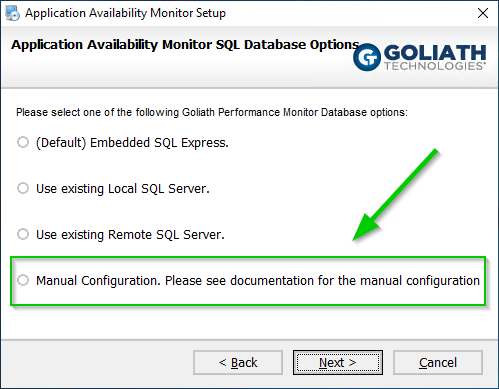 Application Availability Monitor Setup
Application Availability Monitor SQL Database Options
GOLIATH
TECHNOLOGIES
Please select one of the following Goliath Performance Monitor Database options:
(Default) Embedded SQL Express.
Use existing Local SQL Server.
Use existing Remote SQL Server.
Manual Configuration. Please see documentation for the manual configuration
< Back
Next >
Cancel